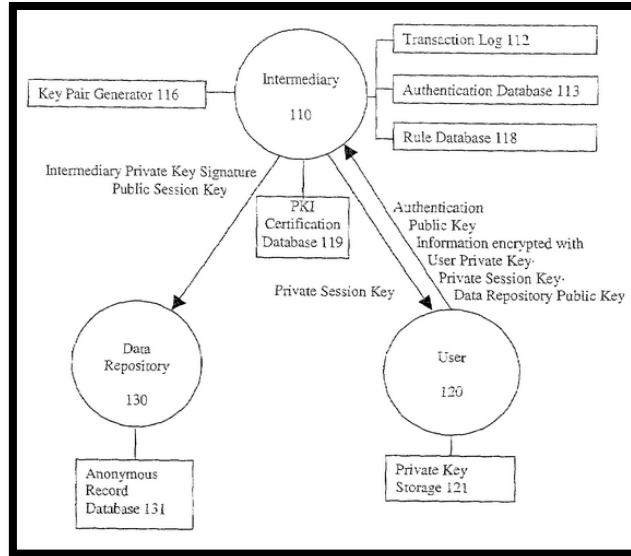 Transaction Log 112
Intermediary
110
Key Pair Generator 116
Authentication Database 113
Rule Database 118
Intermediary Private Key Signature
Public Session Key
PKI
Certification
Database 119
Authentication
Public Key
Information encrypted with
User Private Key·
Private Session Key·
Data Repository Public Key
Private Session Key
Data
Repository
130
User
120
Anonymous
Record
Database 131
Private Key
Storage 121